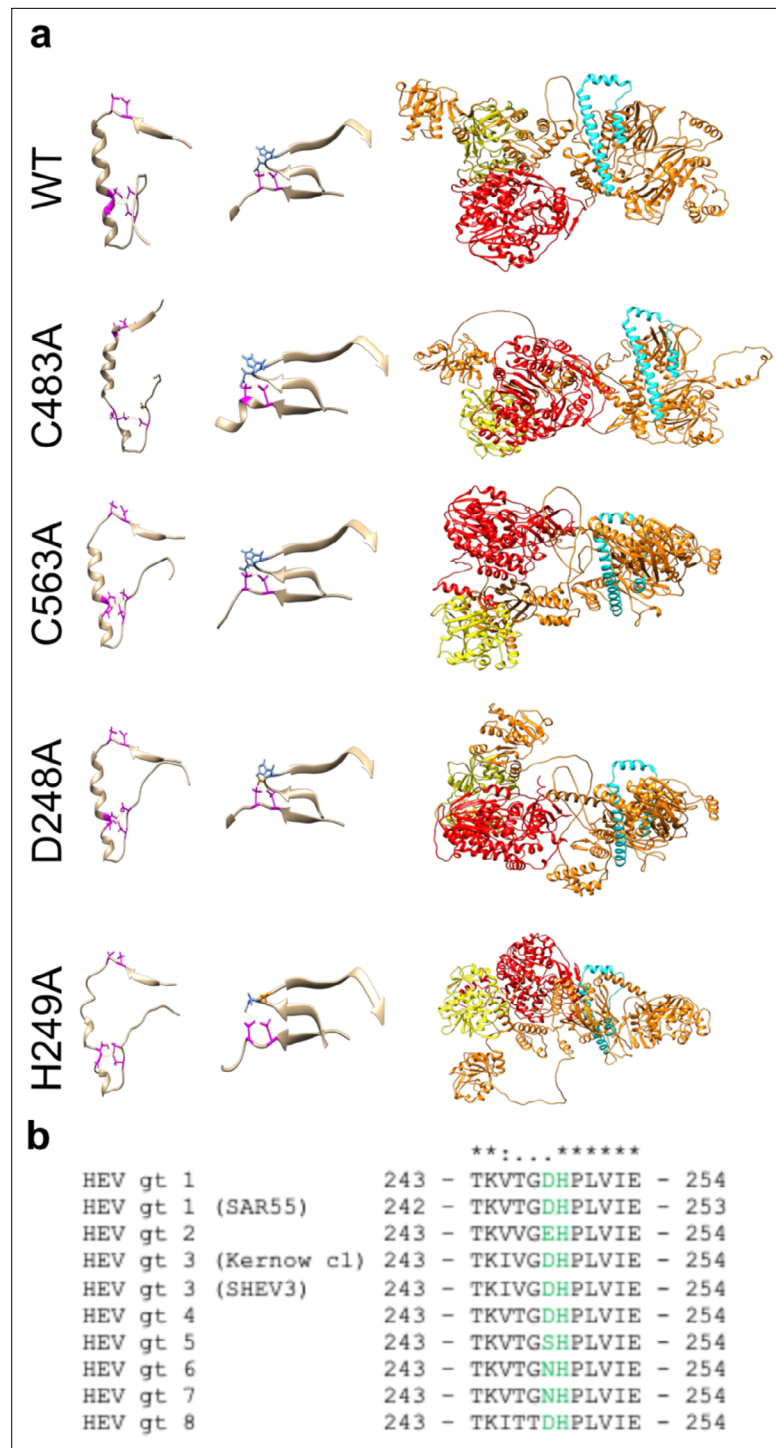 a
WT
C483A
C563A
D248A
H249A
b
**:...******
HEV gt 1 243 - TKVTGDHPLVIE - 254
HEV gt 1 (SAR55) 242 - TKVTGDHPLVIE - 253
HEV gt 2 243 - TKVVGEHPLVIE - 254
HEV gt 3 (Kernow c1) 243 - TKIVGDHPLVIE - 254
HEV gt 3 (SHEV3) 243 - TKIVGDHPLVIE - 254
HEV gt 4 243 - TKVTGDHPLVIE - 254
HEV gt 5 243 - TKVTGSHPLVIE - 254
HEV gt 6 243 - TKVTGNHPLVIE - 254
HEV gt 7 243 - TKVTGNHPLVIE - 254
HEV gt 8 243 - TKITTDHPLVIE - 254